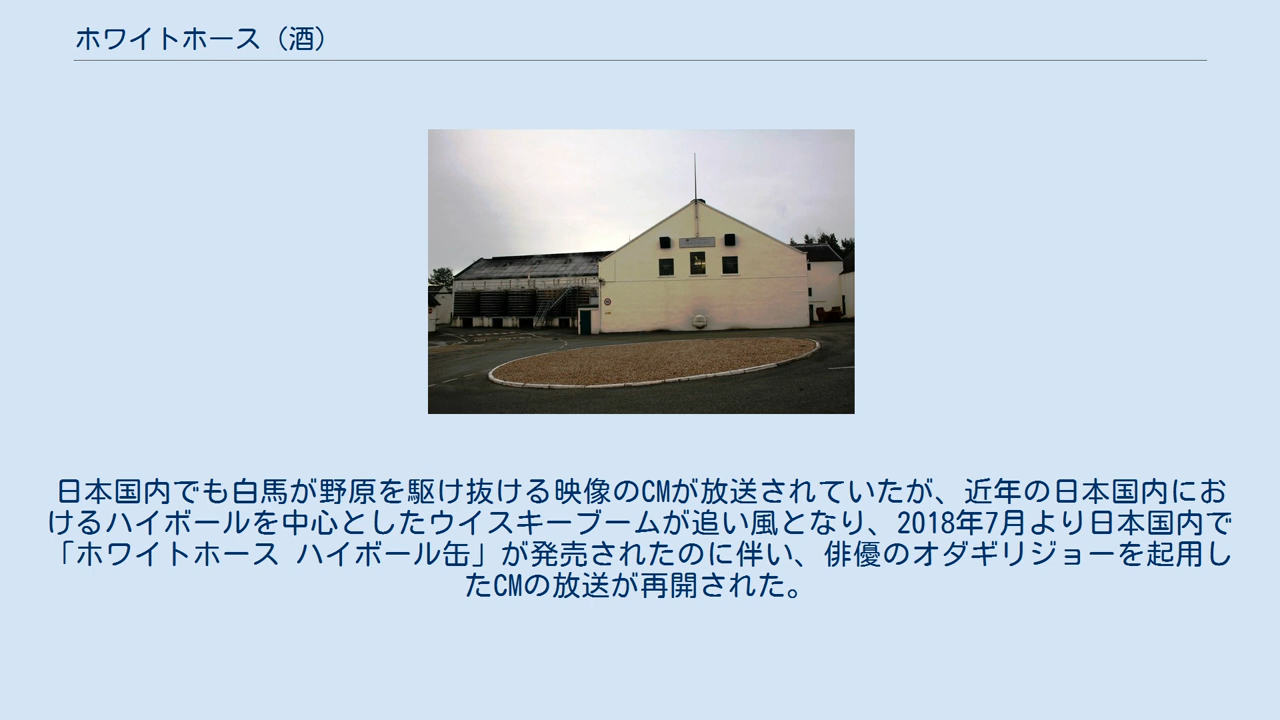 ホワイトホース（酒）
日本国内でも白馬が野原を駆け抜ける映像のCMが放送されていたが、近年の日本国内にお
けるハイボールを中心としたウイスキーブームが追い風となり、2018年7月より日本国内で
「ホワイトホース ハイボール缶」が発売されたのに伴い、俳優のオダギリジョーを起用し
たCMの放送が再開された。